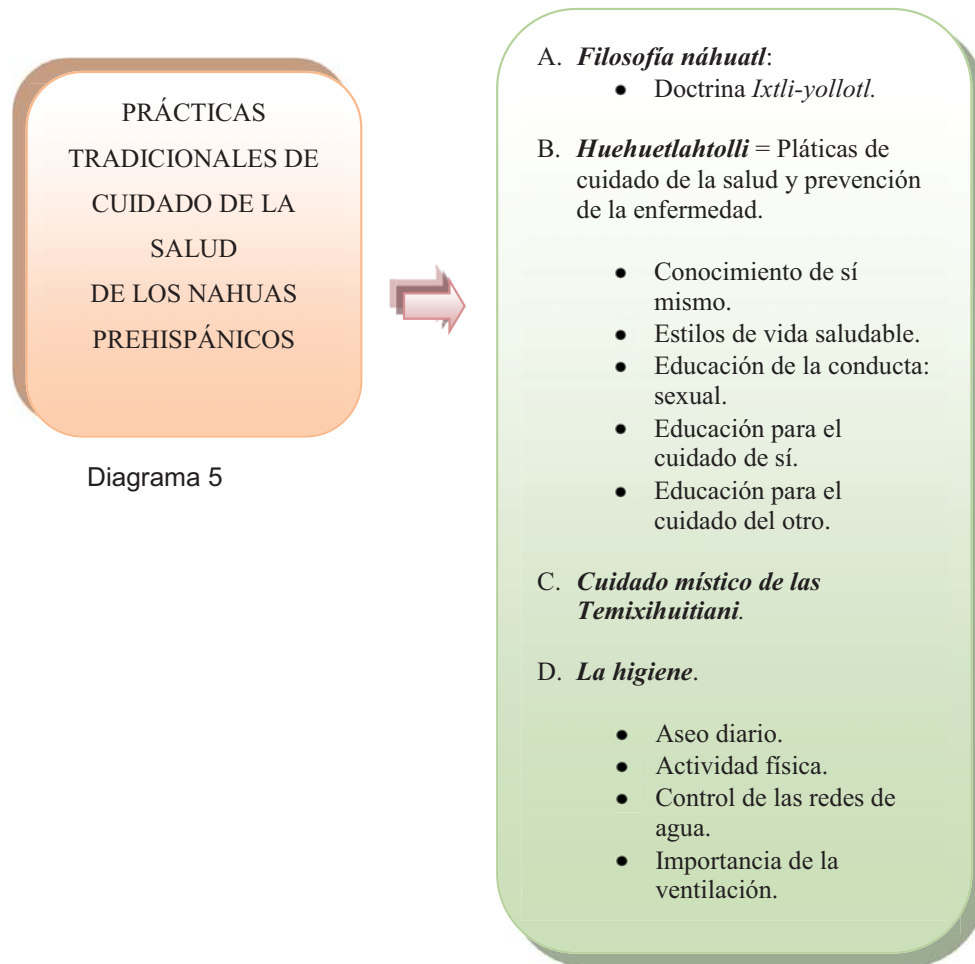 PRÁCTICAS
TRADICIONALES DE
CUIDADO DE LA
SALUD
DE LOS NAHUAS
PREHISPÁNICOS
Diagrama 5
A. Filosofía náhuatl:
• Doctrina Ixtli-yollotl.
B. Huehuetlahtolli = Pláticas de
cuidado de la salud y prevención
de la enfermedad.
• Conocimiento de sí
mismo.
• Estilos de vida saludable.
• Educación de la conducta:
sexual.
• Educación para el
cuidado de sí.
• Educación para el
cuidado del otro.
C. Cuidado místico de las
Temixihuitiani.
D. La higiene.
• Aseo diario.
• Actividad física.
• Control de las redes de
agua.
• Importancia de la
ventilación.